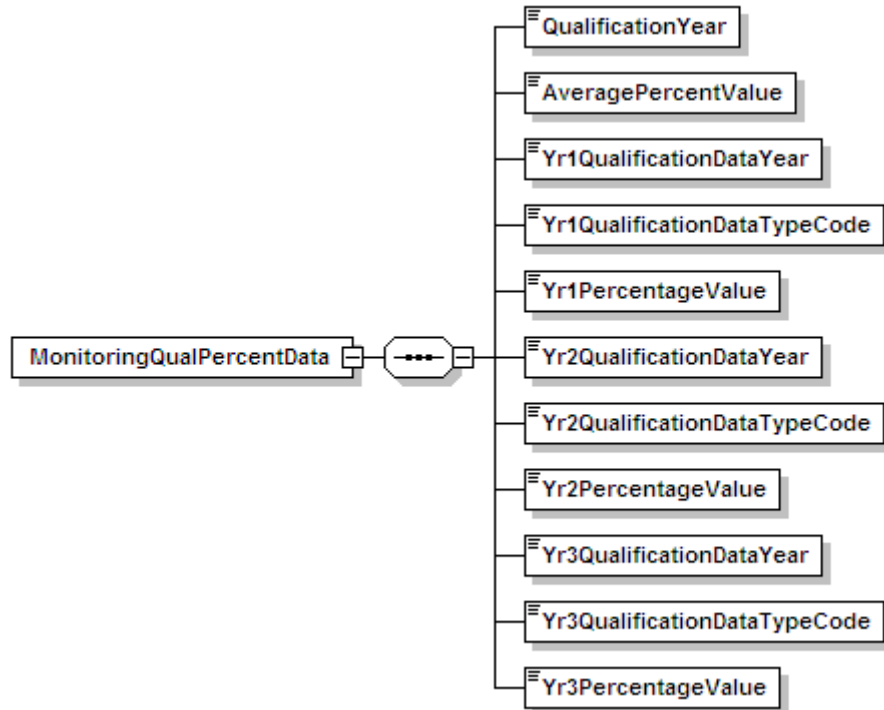 QualificationYear
AveragePercentValue
Yr1QualificationDataYear
Yr1QualificationDataTypeCode
Yr1PercentageValue
MonitoringQualPercentData
Yr2QualificationDataYear
Yr2QualificationDataTypeCode
Yr2PercentageValue
Yr3QualificationDataYear
Yr3QualificationDataTypeCode
Yr3PercentageValue